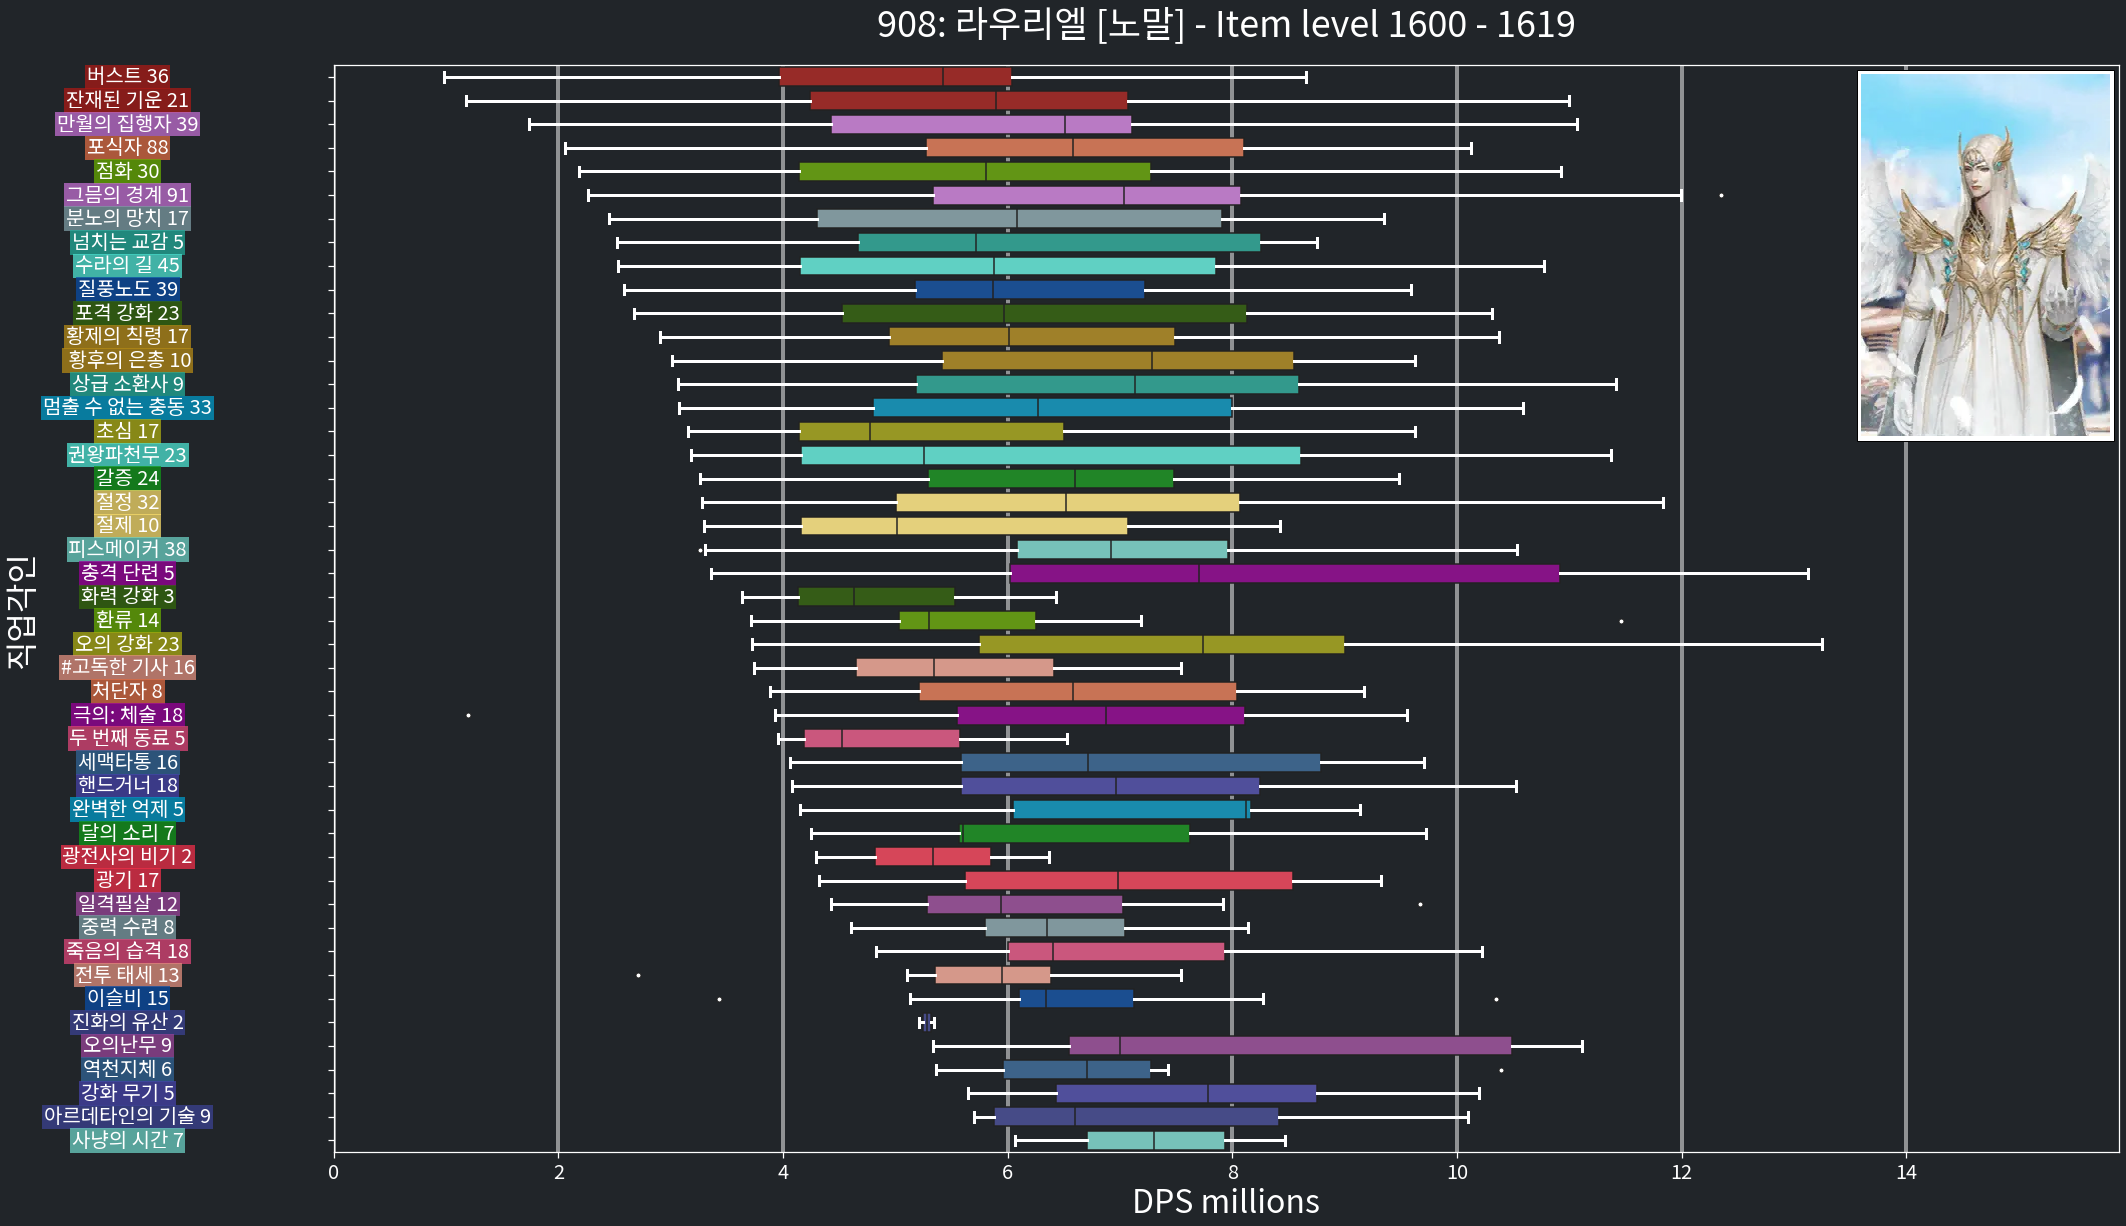 908: 라우리엘 [노말] - Item level 1600 - 1619
버스트 36
잔재된 기운 21
만월의 집행자 39
포식자 88
점화 30
그믐의 경계 91
분노의 망치 17
넘치는 교감 5
수라의 길 45
질풍노도 39
포격 강화 23
황제의 칙령 17
황후의 은총 10
상급 소환사 9
멈출 수 없는 충동 33
초심 17
권왕파천무 23
갈증 24
절정 32
절제 10
피스메이커 38
충격 단련 5
화력 강화 3
환류 14
오의 강화 23
#고독한 기사 16
처단자 8
극의: 체술 18
두 번째 동료 5
세맥타통 16
핸드거너 18
완벽한 억제 5
달의 소리 7
광전사의 비기 2
광기 17
일격필살 12
중력 수련 8
죽음의 습격 18
전투 태세 13
이슬비 15
진화의 유산 2
오의난무 9
역천지체 6
강화 무기 5
아르데타인의 기술 9
사냥의 시간 7
직업각인
0 2 4 6 8 10 12 14
DPS millions